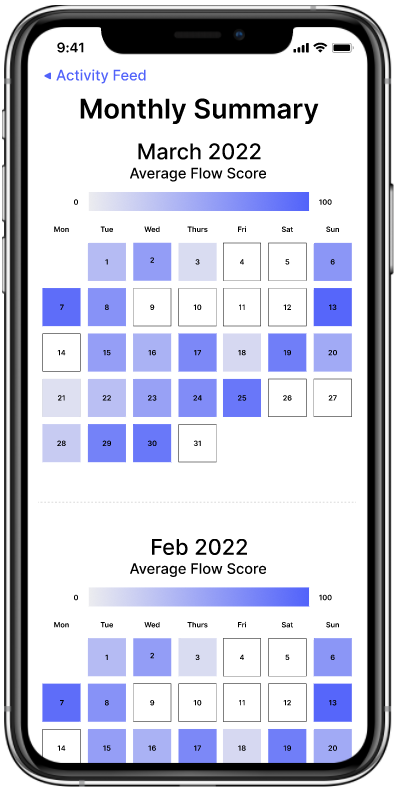 9:41
◂ Activity Feed
Monthly Summary
March 2022
Average Flow Score
0 100
Mon Tue Wed Thurs Fri Sat Sun
1 2 3 4 5 6
7 8 9 10 11 12 13
14 15 16 17 18 19 20
21 22 23 24 25 26 27
28 29 30 31
Feb 2022
Average Flow Score
0 100
Mon Tue Wed Thurs Fri Sat Sun
1 2 3 4 5 6
7 8 9 10 11 12 13
14 15 16 17 18 19 20